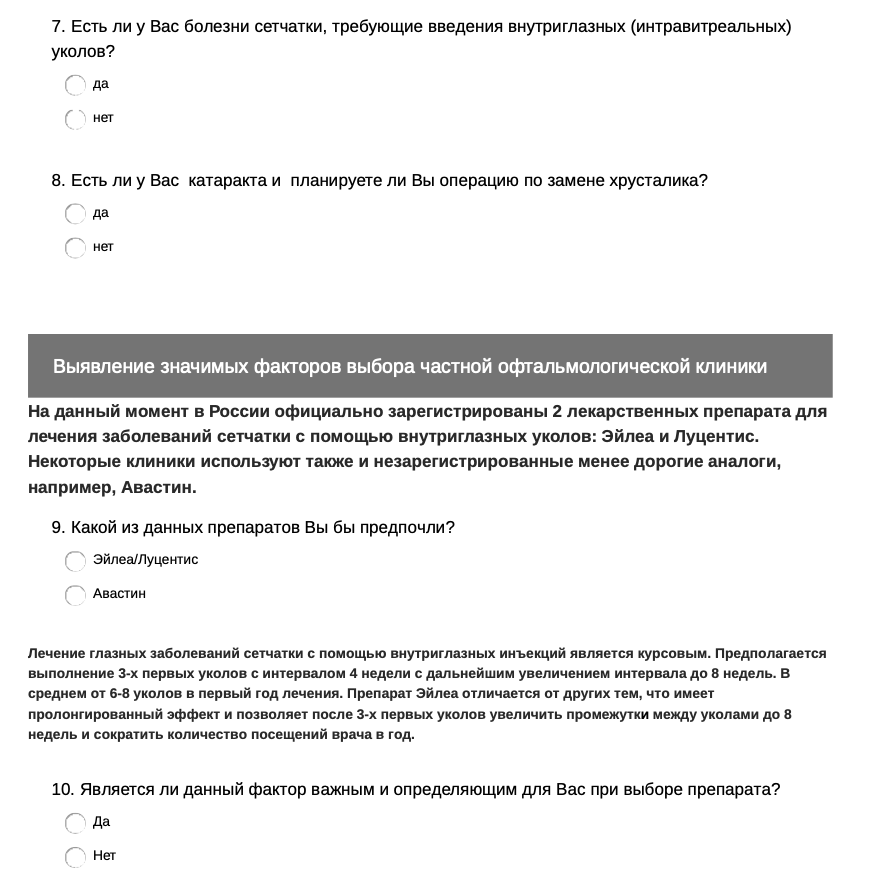 7. Есть ли у Вас болезни сетчатки, требующие введения внутриглазных (интравитреальных)
уколов?
да
нет
8. Есть ли у Вас  катаракта и  планируете ли Вы операцию по замене хрусталика?
да
нет
Выявление значимых факторов выбора частной офтальмологической клиники
На данный момент в России официально зарегистрированы 2 лекарственных препарата для
лечения заболеваний сетчатки с помощью внутриглазных уколов: Эйлеа и Луцентис.
Некоторые клиники используют также и незарегистрированные менее дорогие аналоги,
например, Авастин.
9. Какой из данных препаратов Вы бы предпочли?
Эйлеа/Луцентис
Авастин
Лечение глазных заболеваний сетчатки с помощью внутриглазных инъекций является курсовым. Предполагается
выполнение 3-х первых уколов с интервалом 4 недели с дальнейшим увеличением интервала до 8 недель. В
среднем от 6-8 уколов в первый год лечения. Препарат Эйлеа отличается от других тем, что имеет
пролонгированный эффект и позволяет после 3-х первых уколов увеличить промежутки между уколами до 8
недель и сократить количество посещений врача в год.
10. Является ли данный фактор важным и определяющим для Вас при выборе препарата?
Да
Нет